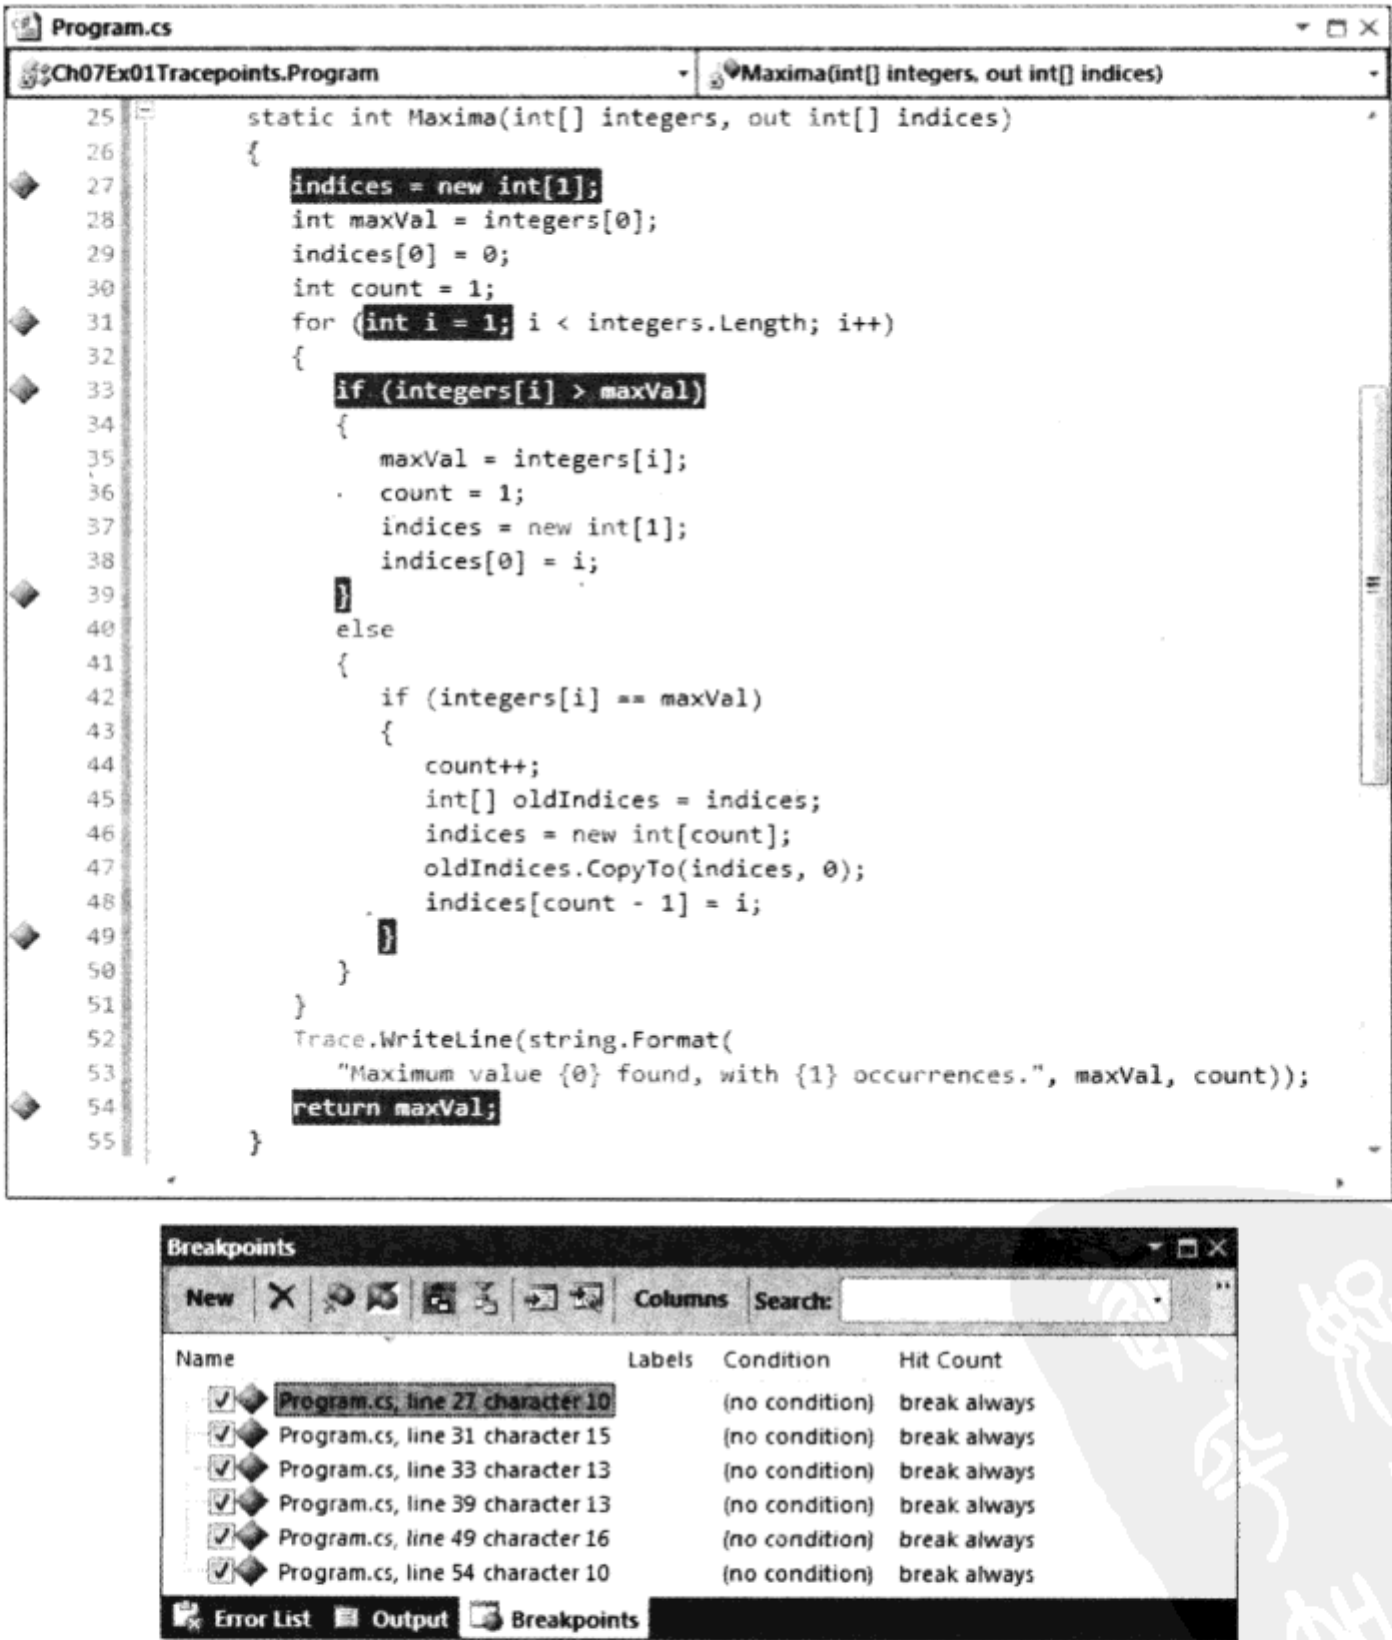 Program.cs
Ch07Ex01Tracepoints.Program Maxima(int[] integers, out int[] indices)
25 static int Maxima(int[] integers, out int[] indices)
26 {
27 indices = new int[1];
28 int maxVal = integers[0];
29 indices[0] = 0;
30 int count = 1;
31 for (int i = 1; i < integers.Length; i++)
32 {
33 if (integers[i] > maxVal)
34 {
35 maxVal = integers[i];
36 count = 1;
37 indices = new int[1];
38 indices[0] = i;
39 }
40 else
41 {
42 if (integers[i] == maxVal)
43 {
44 count++;
45 int[] oldIndices = indices;
46 indices = new int[count];
47 oldIndices.CopyTo(indices, 0);
48 indices[count - 1] = i;
49 }
50 }
51 }
52 Trace.WriteLine(string.Format(
53 "Maximum value {0} found, with {1} occurrences.", maxVal, count));
54 return maxVal;
55 }
Breakpoints
New Columns Search:
Name Labels Condition Hit Count
Program.cs, line 27 character 10 (no condition) break always
Program.cs, line 31 character 15 (no condition) break always
Program.cs, line 33 character 13 (no condition) break always
Program.cs, line 39 character 13 (no condition) break always
Program.cs, line 49 character 16 (no condition) break always
Program.cs, line 54 character 10 (no condition) break always
Error List Output Breakpoints